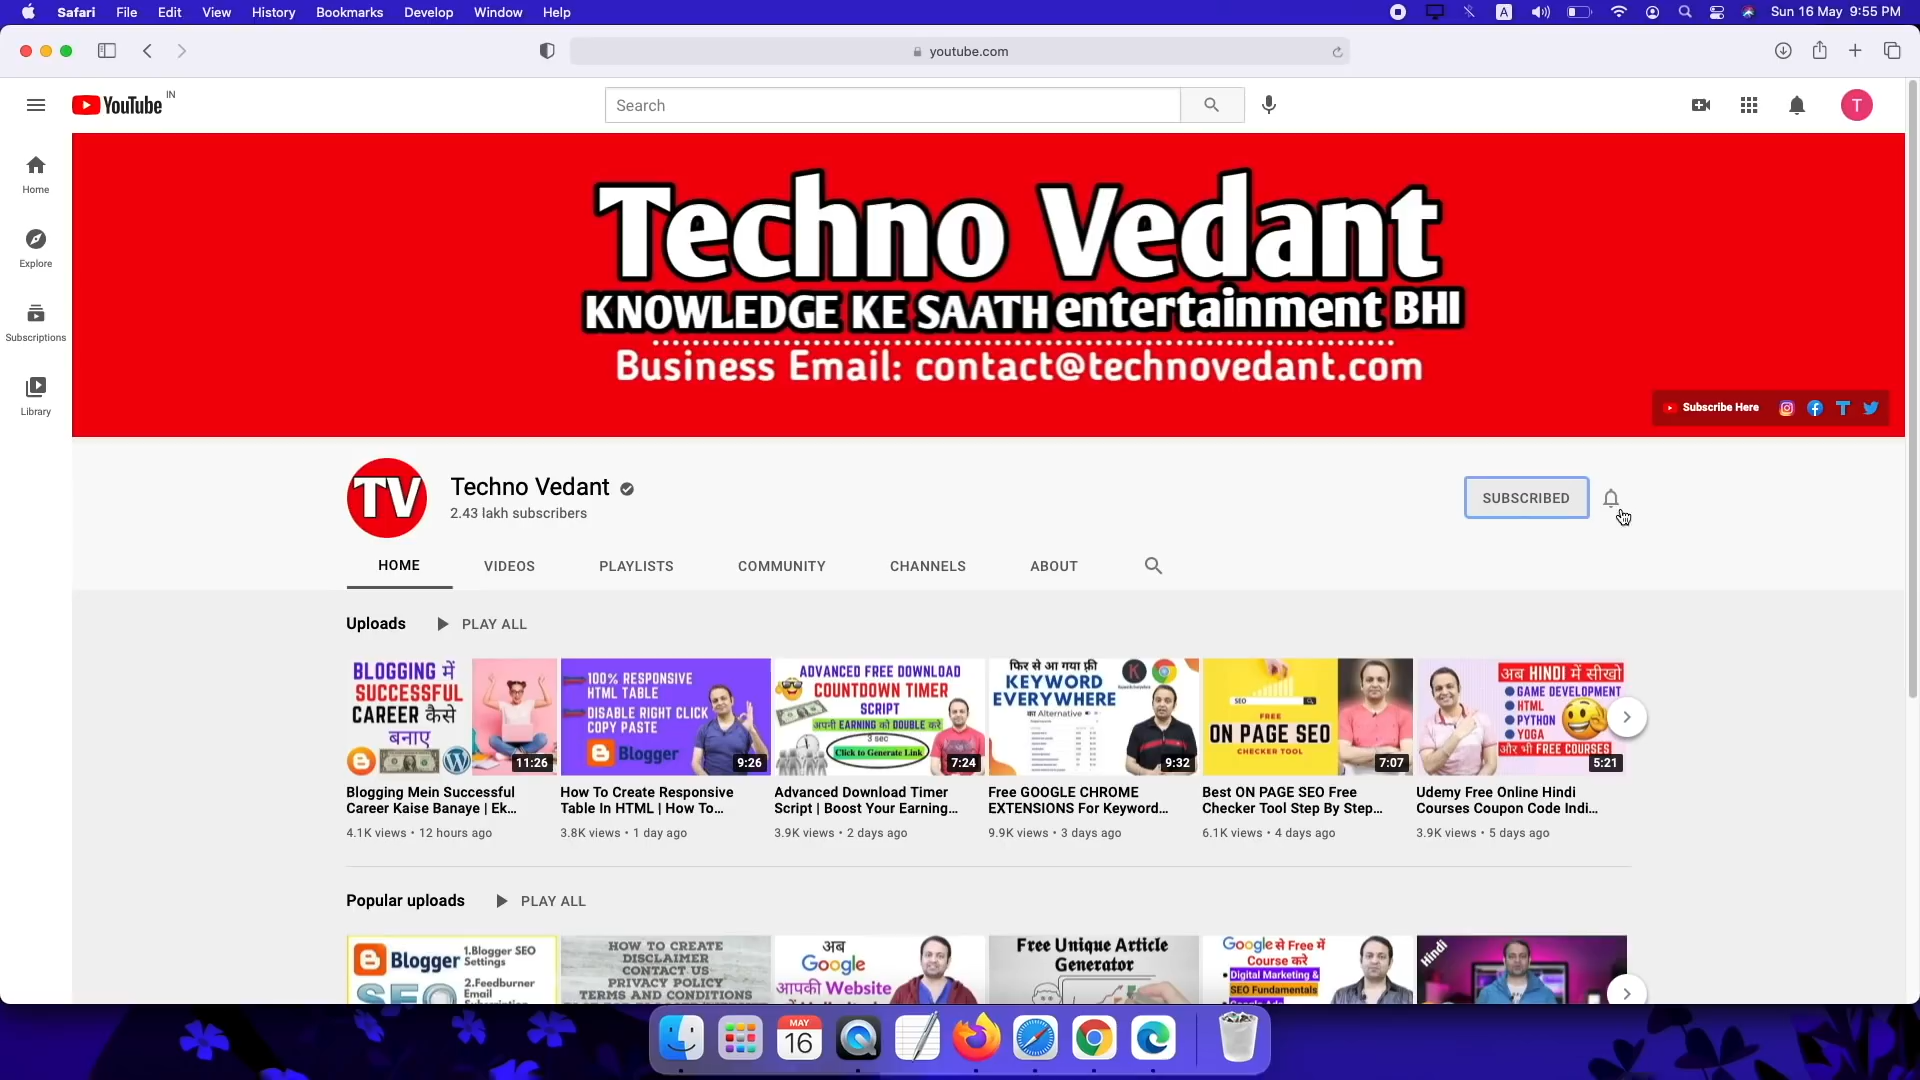 Safari File Edit View History Bookmarks Develop Window Help
A Sun 16 May 9:55 PM
youtube.com
YouTube IN
Search
T
Home
Explore
Subscriptions
Library
Techno Vedant
KNOWLEDGE KE SAATH entertainment BHI
Business Email: contact@technovedant.com
Subscribe Here
TV
Techno Vedant
2.43 lakh subscribers
SUBSCRIBED
HOME VIDEOS PLAYLISTS COMMUNITY CHANNELS ABOUT
Uploads PLAY ALL
BLOGGING में
SUCCESSFUL
CAREER कैसे
बनाए
11:26
100% RESPONSIVE
HTML TABLE
DISABLE RIGHT CLICK
COPY PASTE
Blogger
9:26
ADVANCED FREE DOWNLOAD
COUNTDOWN TIMER
SCRIPT
अपनी EARNING को DOUBLE करे
3 sec
Click to Generate Link
7:24
फिर से आ गया फ्री
KEYWORD
EVERYWHERE
का Alternative
9:32
SEO
FREE
ON PAGE SEO
CHECKER TOOL
7:07
अब HINDI में सीखो
GAME DEVELOPMENT
HTML
PYTHON
YOGA
और भी FREE COURSES
5:21
Blogging Mein Successful
Career Kaise Banaye | Ek...
4.1K views • 12 hours ago
How To Create Responsive
Table In HTML | How To...
3.8K views • 1 day ago
Advanced Download Timer
Script | Boost Your Earning...
3.9K views • 2 days ago
Free GOOGLE CHROME
EXTENSIONS For Keyword...
9.9K views • 3 days ago
Best ON PAGE SEO Free
Checker Tool Step By Step...
6.1K views • 4 days ago
Udemy Free Online Hindi
Courses Coupon Code Indi...
3.9K views • 5 days ago
Popular uploads PLAY ALL
Blogger
SEO
1.Blogger SEO
Settings
2.Feedburner
Email
HOW TO CREATE
DISCLAIMER
CONTACT US
PRIVACY POLICY
TERMS AND CONDITIONS
अब
Google
आपकी Website
Free Unique Article
Generator
Google से Free में
Course करे
Digital Marketing &
SEO Fundamentals
Hindi
MAY
16